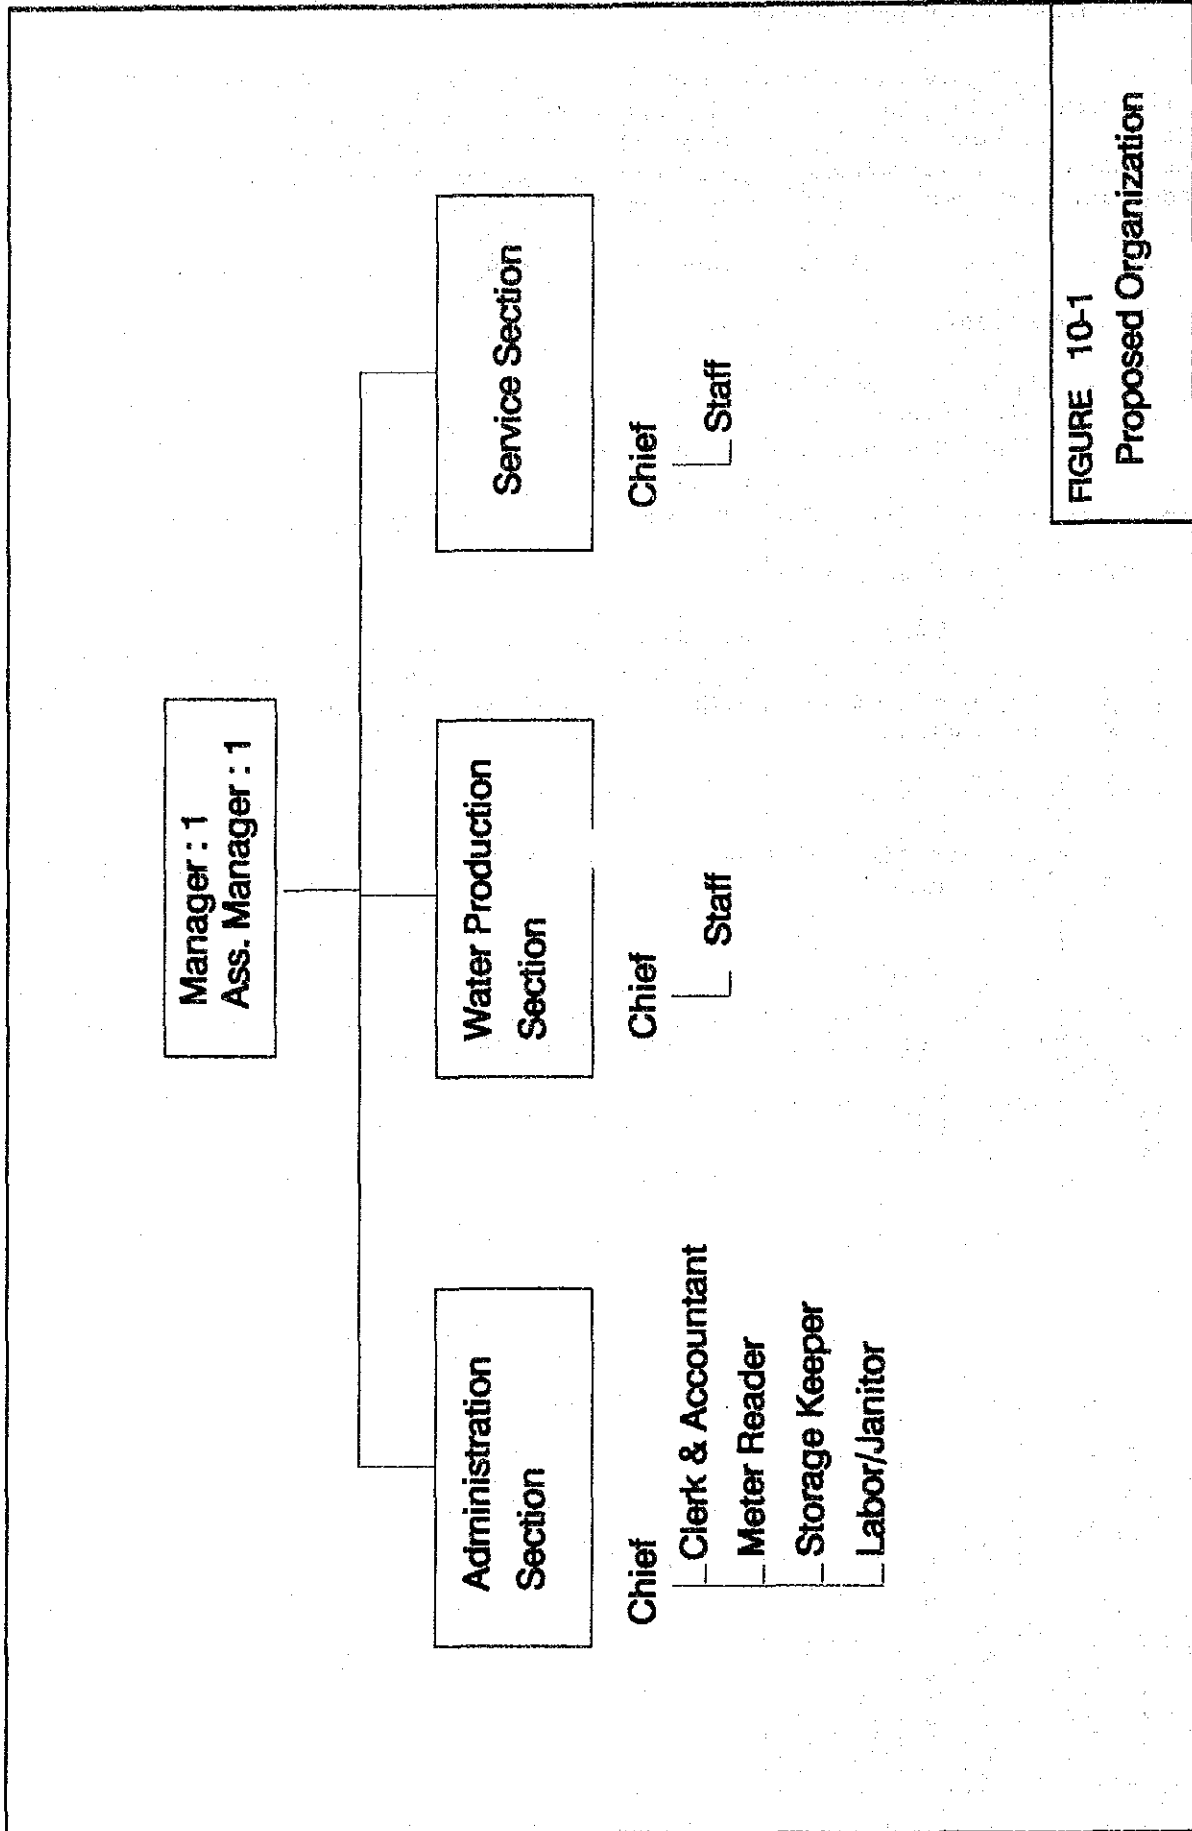 Manager : 1
Ass. Manager : 1
Administration
Section
Chief
Clerk & Accountant
Meter Reader
Storage Keeper
Labor/Janitor
Water Production
Section
Chief
Staff
Service Section
Chief
Staff
FIGURE 10-1
Proposed Organization